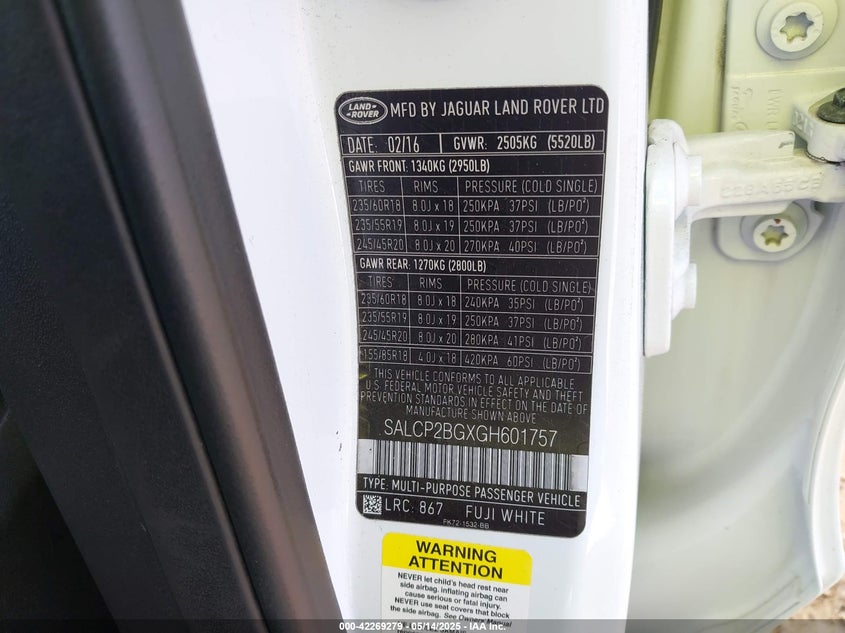 LAND ROVER
MFD BY JAGUAR LAND ROVER LTD
DATE: 02/16 GVWR: 2505KG (5520LB)
GAWR FRONT: 1340KG (2950LB)
TIRES RIMS PRESSURE (COLD SINGLE)
235/60R18 8.0J x 18 250KPA 37PSI (LB/PO²)
235/55R19 8.0J x 19 250KPA 37PSI (LB/PO²)
245/45R20 8.0J x 20 270KPA 40PSI (LB/PO²)
GAWR REAR: 1270KG (2800LB)
TIRES RIMS PRESSURE (COLD SINGLE)
235/60R18 8.0J x 18 240KPA 35PSI (LB/PO²)
235/55R19 8.0J x 19 250KPA 37PSI (LB/PO²)
245/45R20 8.0J x 20 280KPA 41PSI (LB/PO²)
155/85R18 4.0J x 18 420KPA 60PSI (LB/PO²)
THIS VEHICLE CONFORMS TO ALL APPLICABLE
U.S. FEDERAL MOTOR VEHICLE SAFETY AND THEFT
PREVENTION STANDARDS IN EFFECT ON THE DATE OF
MANUFACTURE SHOWN ABOVE
SALCP2BGXGH601757
TYPE: MULTI-PURPOSE PASSENGER VEHICLE
LRC: 867 FUJI WHITE
FK72-1532-BB
WARNING
ATTENTION
NEVER let child's head rest near
side airbag. inflating airbag can
cause serious or fatal injury.
NEVER use seat covers that block
the side airbag. See Owners Manual
000-42269279 - 05/14/2025 - IAA Inc.